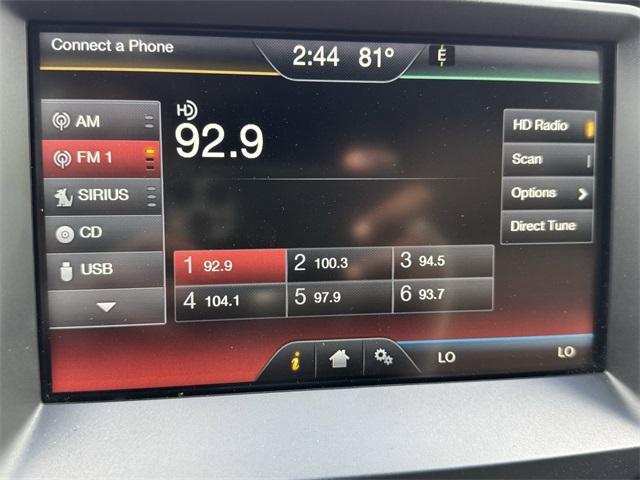 Connect a Phone
2:44 81° E
AM
FM 1
SIRIUS
CD
USB
HD
92.9
1 92.9 2 100.3 3 94.5
4 104.1 5 97.9 6 93.7
HD Radio
Scan
Options
Direct Tune
i
LO LO